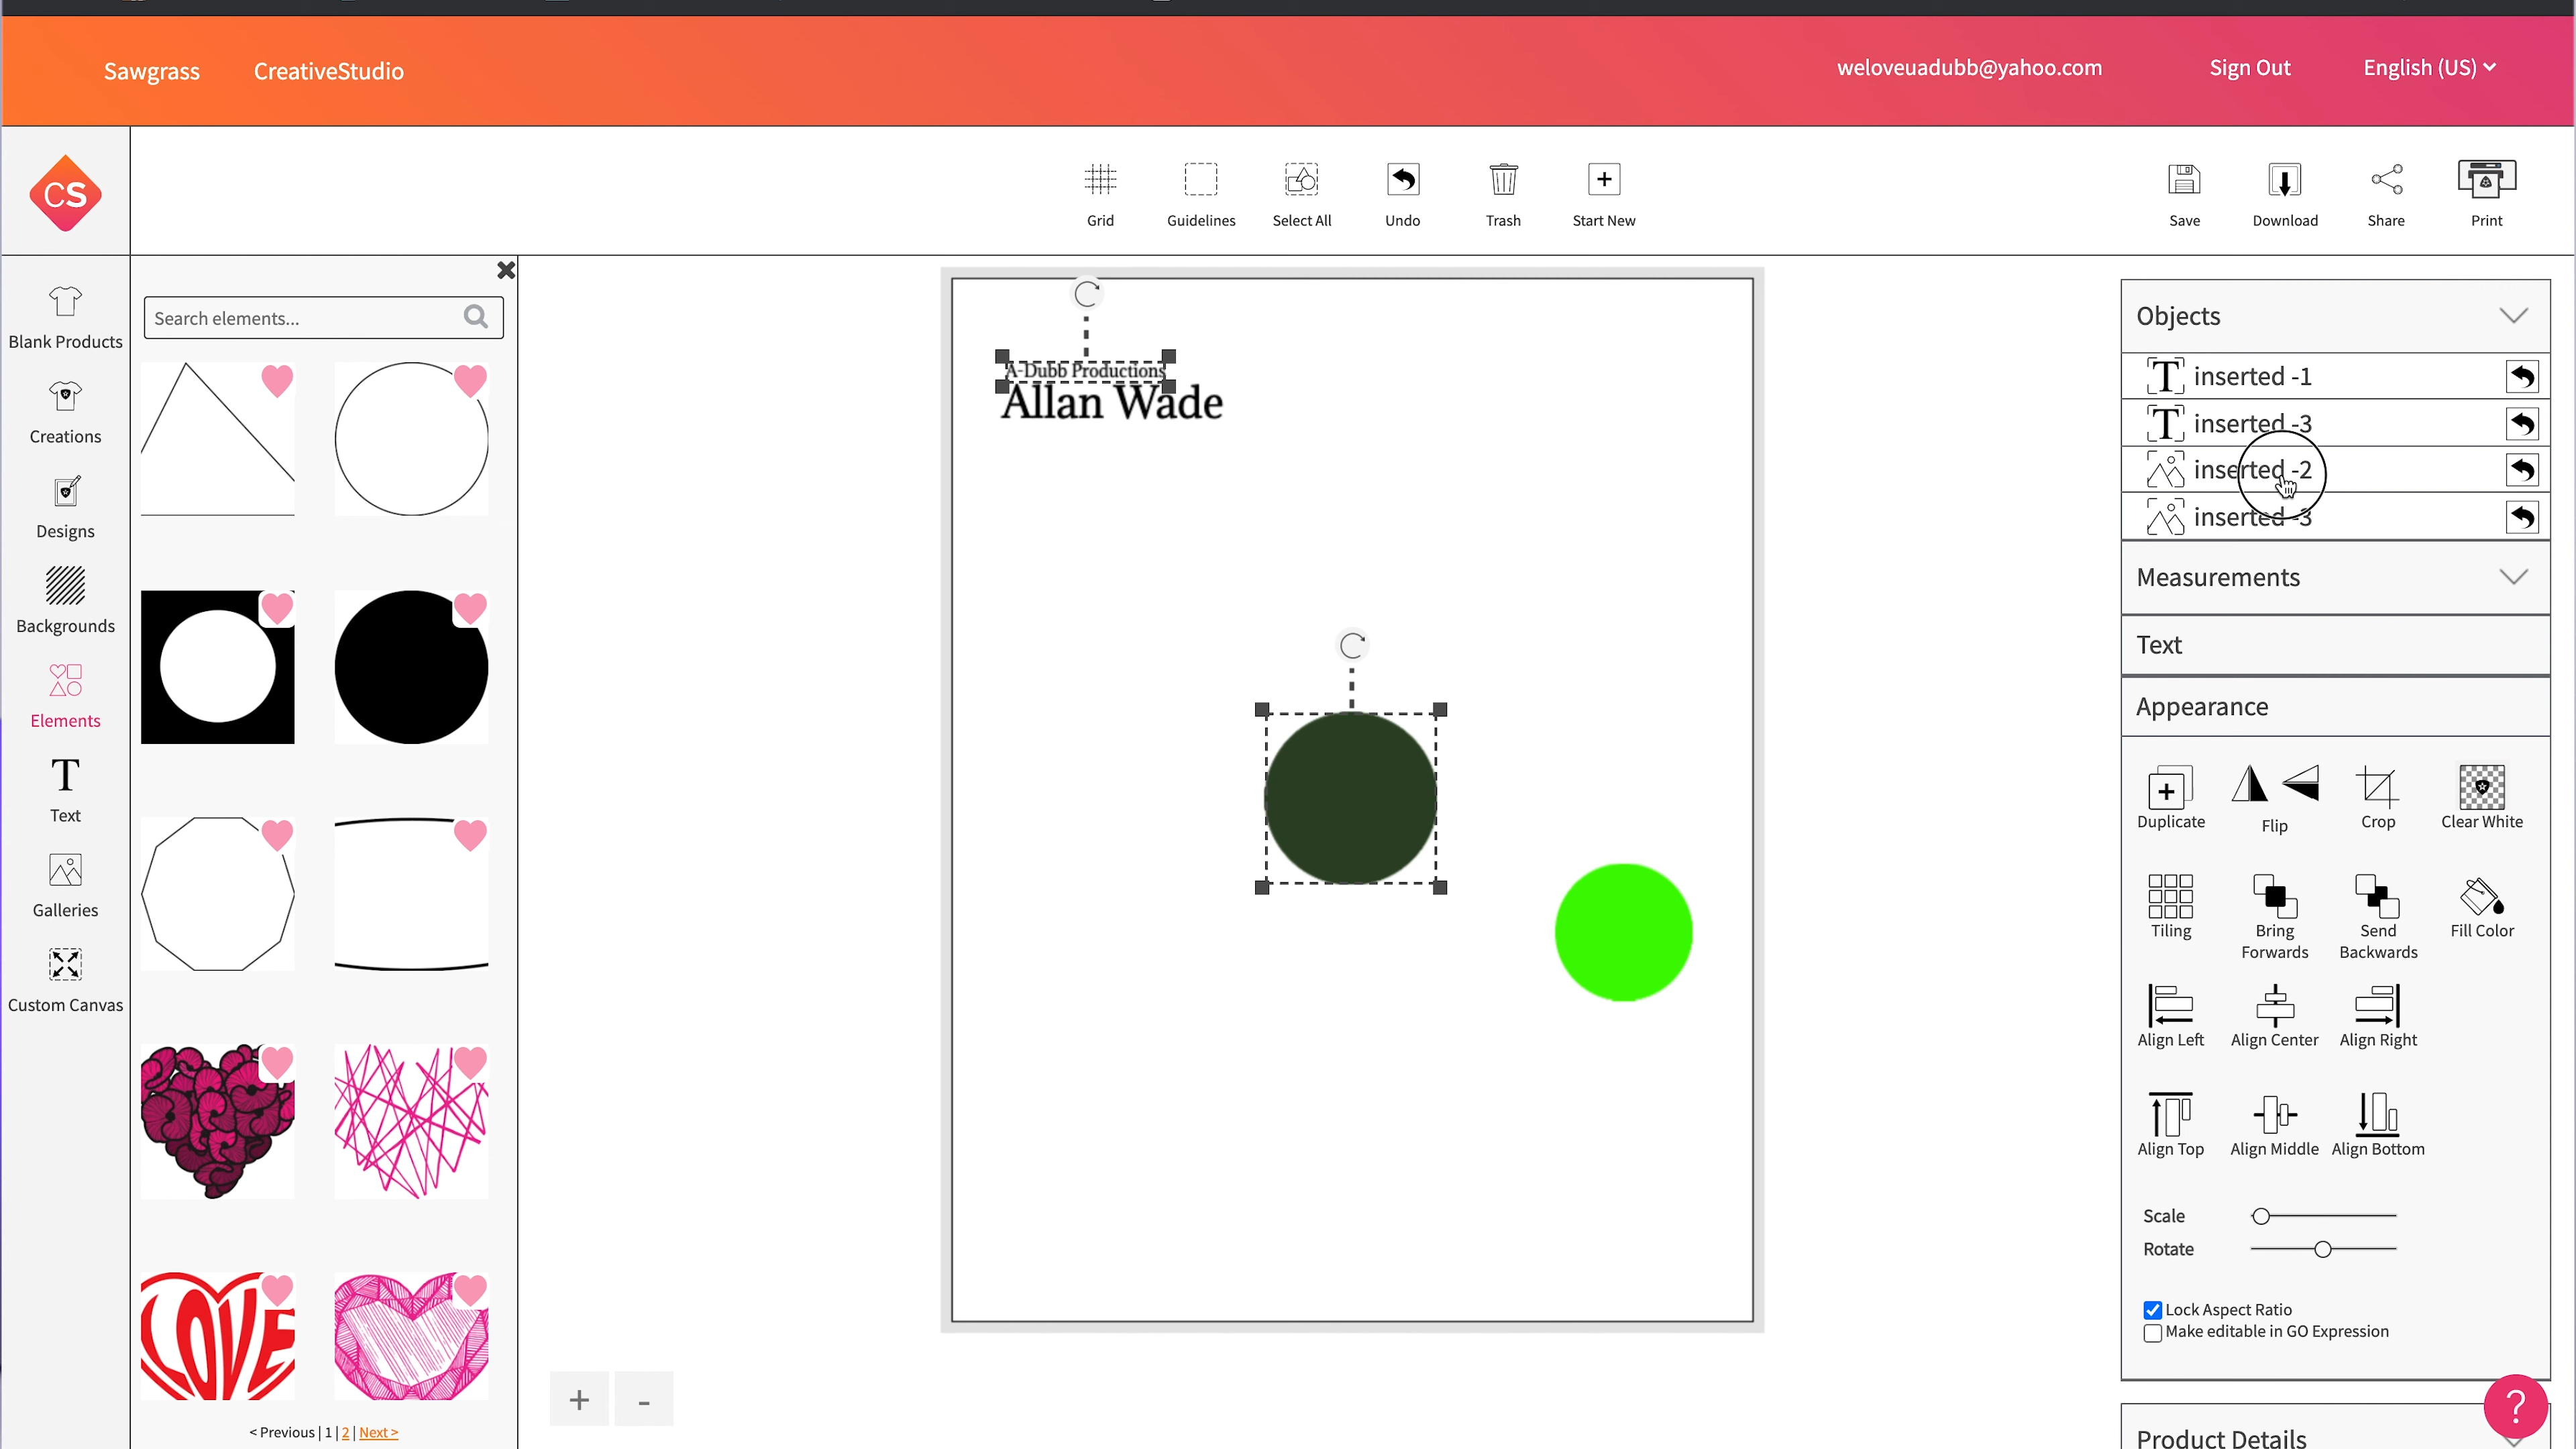 Sawgrass CreativeStudio weloveuadubb@yahoo.com Sign Out English (US)
CS
Grid Guidelines Select All Undo Trash Start New Save Download Share Print
Blank Products
Creations
Designs
Backgrounds
Elements
T
Text
Galleries
Custom Canvas
Search elements...
LOVE
< Previous | 1 | 2 | Next >
A-Dubb Productions
Allan Wade
+ -
Objects
T inserted -1
T inserted -3
inserted -2
inserted -3
Measurements
Text
Appearance
Duplicate Flip Crop Clear White
Tiling Bring Forwards Send Backwards Fill Color
Align Left Align Center Align Right
Align Top Align Middle Align Bottom
Scale
Rotate
Lock Aspect Ratio
Make editable in GO Expression
?
Product Details